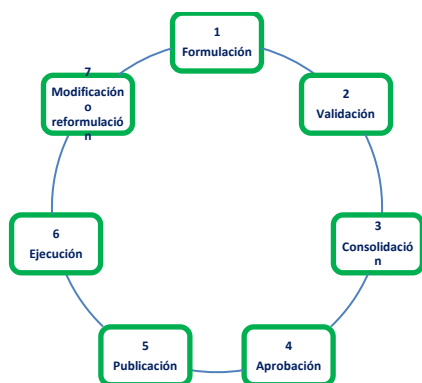 1
Formulación
2
Validación
3
Consolidació
n
4
Aprobación
5
Publicación
6
Ejecución
7
Modificación
o
reformulació
n